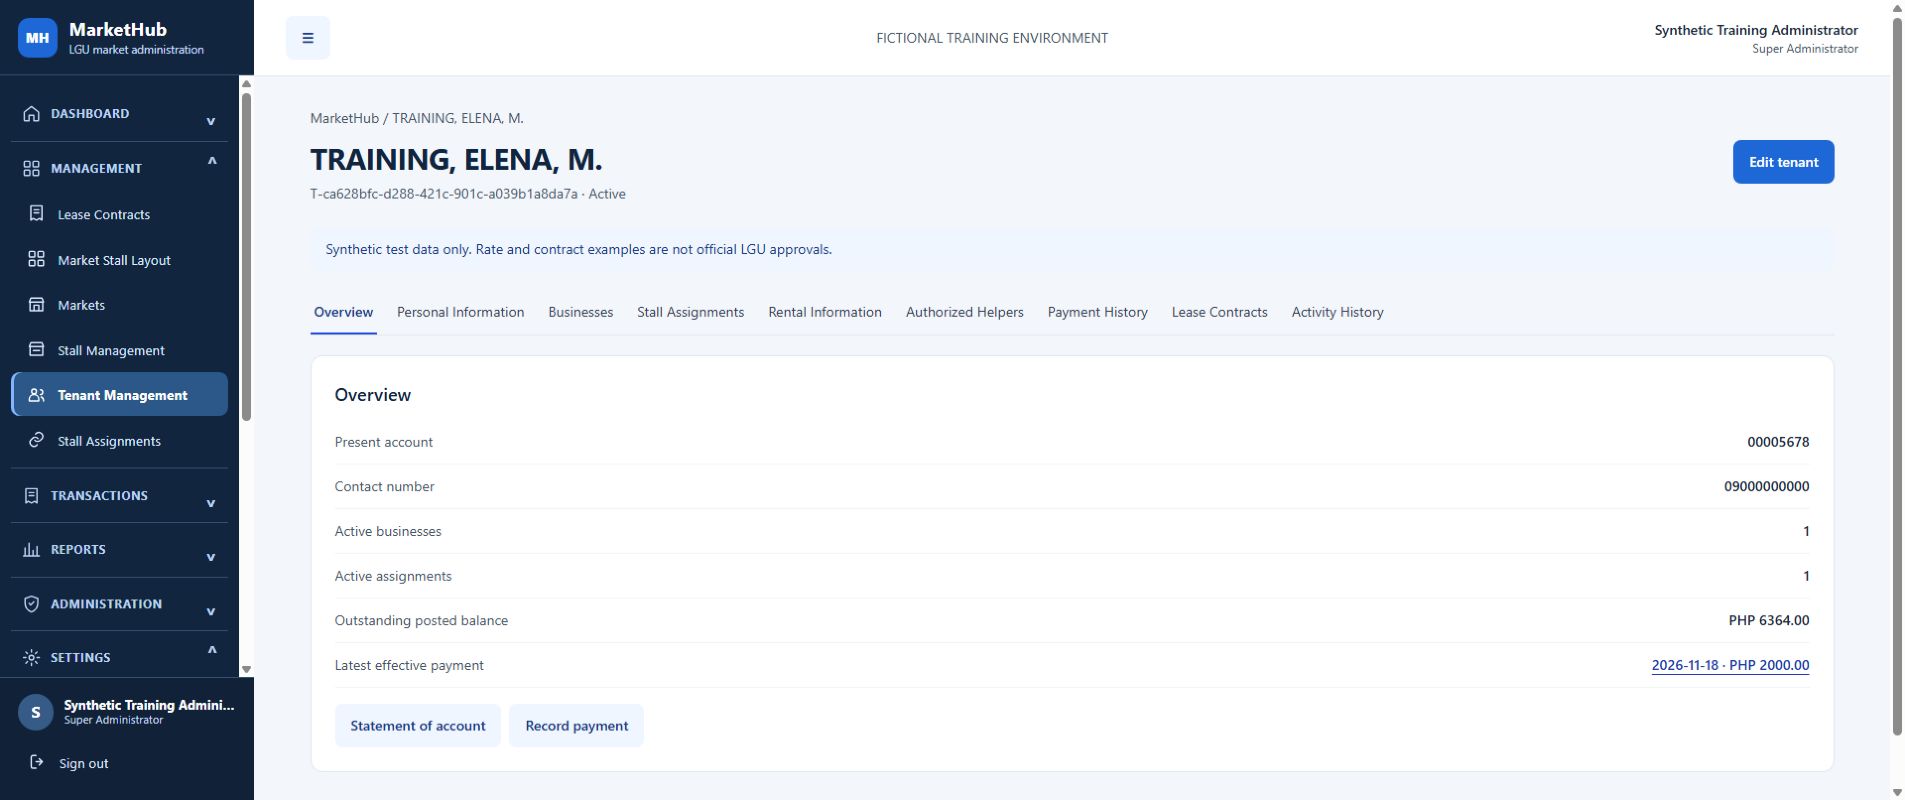 MH
MarketHub
LGU market administration
DASHBOARD
MANAGEMENT
Lease Contracts
Market Stall Layout
Markets
Stall Management
Tenant Management
Stall Assignments
TRANSACTIONS
REPORTS
ADMINISTRATION
SETTINGS
S
Synthetic Training Admini...
Super Administrator
Sign out
FICTIONAL TRAINING ENVIRONMENT
Synthetic Training Administrator
Super Administrator
MarketHub / TRAINING, ELENA, M.
TRAINING, ELENA, M.
Edit tenant
T-ca628bfc-d288-421c-901c-a039b1a8da7a · Active
Synthetic test data only. Rate and contract examples are not official LGU approvals.
Overview Personal Information Businesses Stall Assignments Rental Information Authorized Helpers Payment History Lease Contracts Activity History
Overview
Present account 00005678
Contact number 09000000000
Active businesses 1
Active assignments 1
Outstanding posted balance PHP 6364.00
Latest effective payment 2026-11-18 · PHP 2000.00
Statement of account Record payment